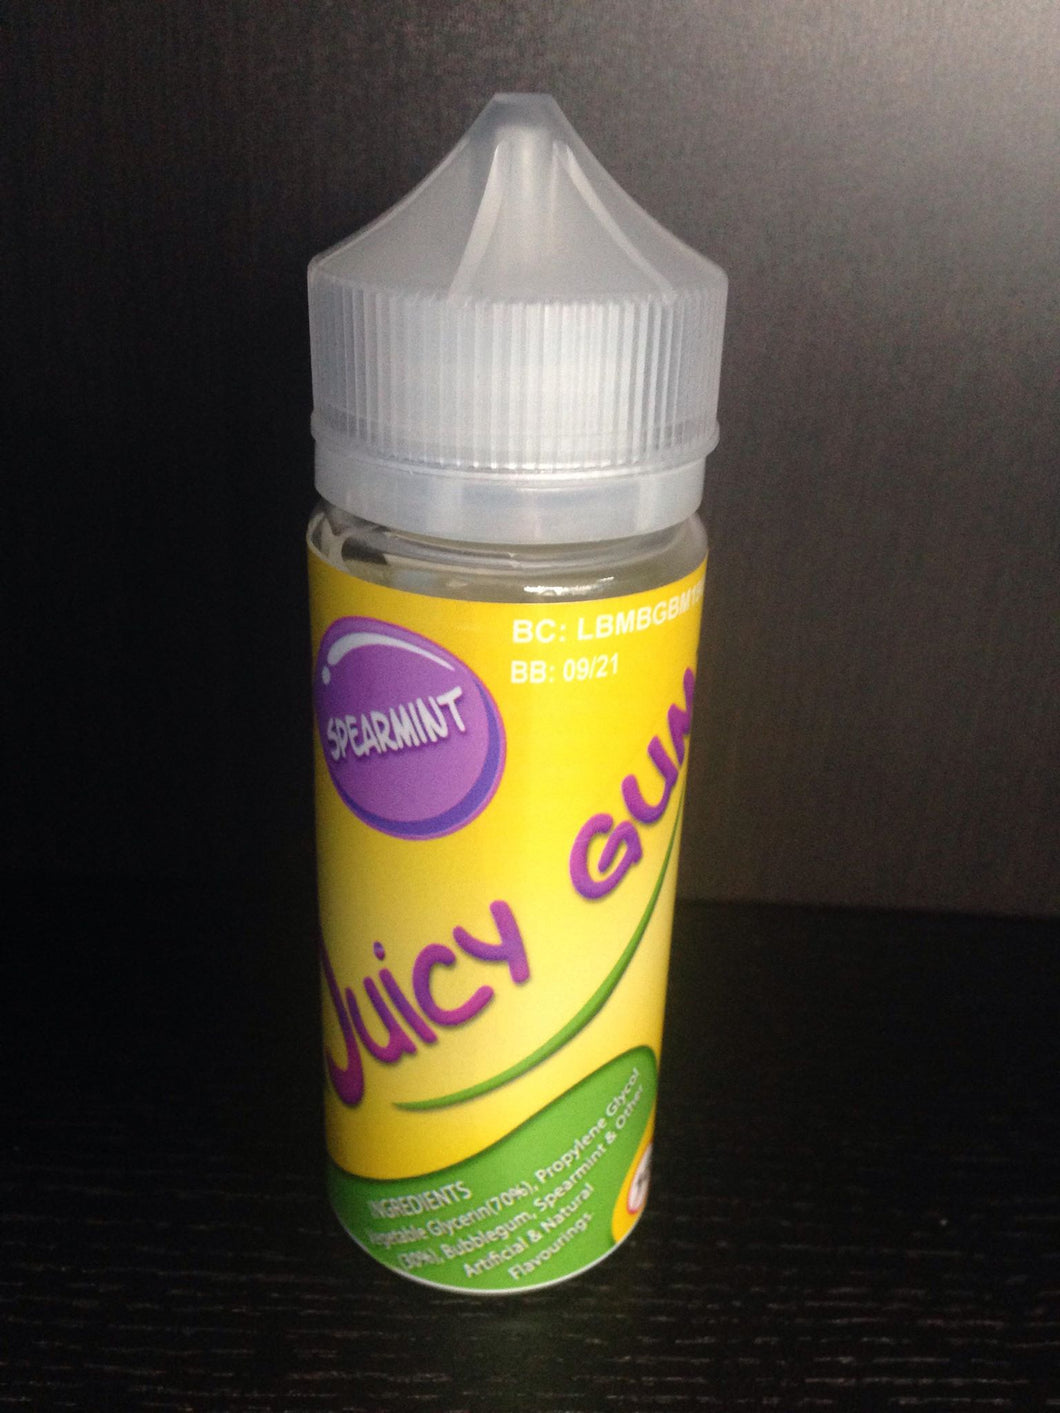 BC: LBMBGBM
BB: 09/21
SPEARMINT
Juicy GUM
INGREDIENTS
Vegetable Glycerin(70%), Propylene Glycol
(30%), Bubblegum, Spearmint & Other
Artificial & Natural
Flavourings